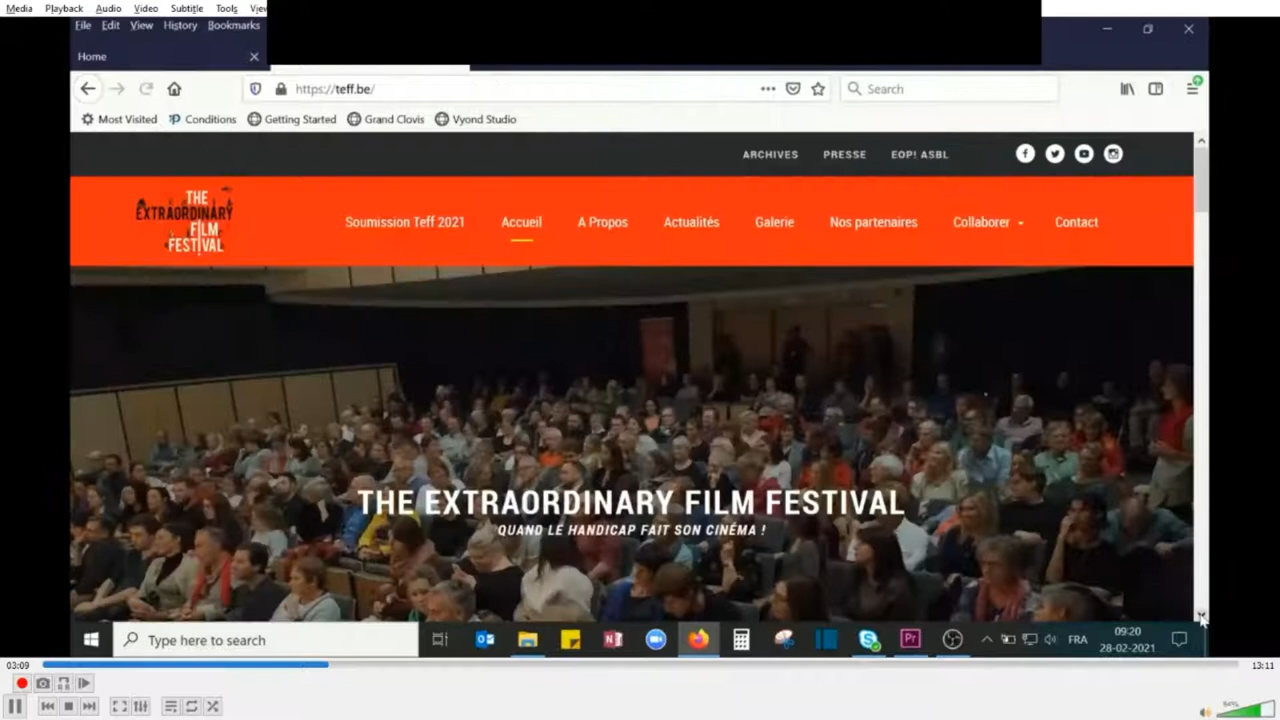 Media Playback Audio Video Subtitle Tools
File Edit View History Bookmarks
Home
https://teff.be/
Search
Most Visited Conditions Getting Started Grand Clovis Vyond Studio
ARCHIVES PRESSE EOP! ASBL
THE
EXTRAORDINARY
FILM
FESTIVAL
Soumission Teff 2021 Accueil A Propos Actualités Galerie Nos partenaires Collaborer Contact
THE EXTRAORDINARY FILM FESTIVAL
QUAND LE HANDICAP FAIT SON CINÉMA !
Type here to search
Pr
FRA
09:20
28-02-2021
03:09
13:11
94%